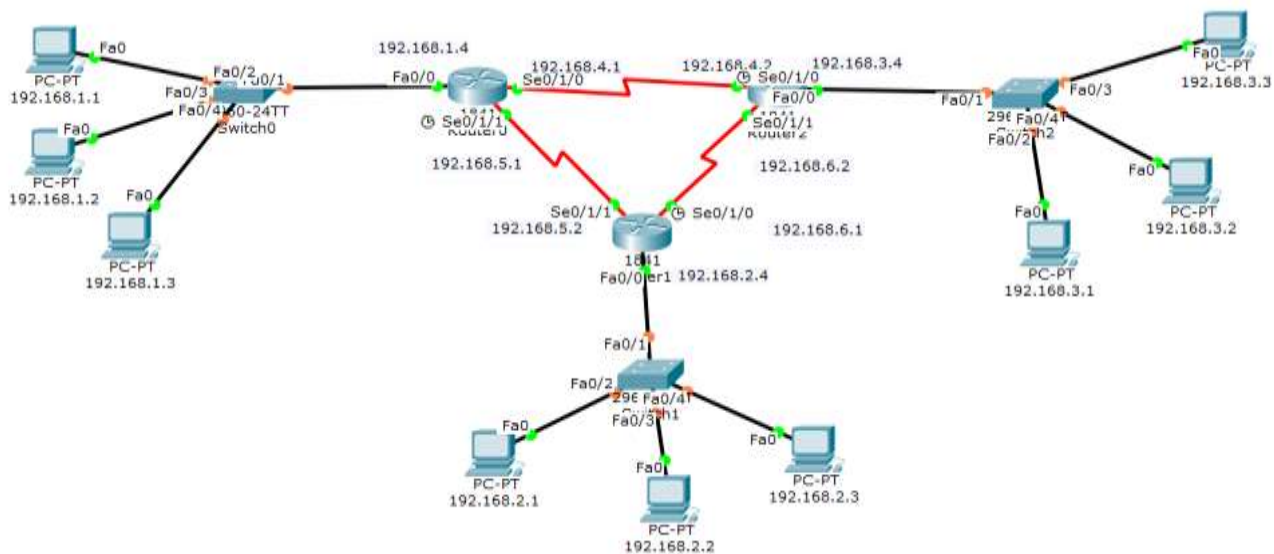 Fa0
PC-PT
192.168.1.1
Fa0/2
Fa0/3
Fa0/4
60-24TT
Switch0
Fa0
PC-PT
192.168.1.2
Fa0
PC-PT
192.168.1.3
192.168.1.4
Fa0/0
Se0/1/0
192.168.4.1
Se0/1/1
Router0
192.168.5.1
192.168.4.2
Se0/1/0
192.168.3.4
Fa0/0
Se0/1/1
Router2
192.168.6.2
Se0/1/1
192.168.5.2
Se0/1/0
192.168.6.1
1841
Fa0/0
er1
192.168.2.4
Fa0/1
Fa0/3
Fa0/4
Fa0/2
Fa0
PC-PT
192.168.3.3
Fa0
PC-PT
192.168.3.2
Fa0
PC-PT
192.168.3.1
Fa0/1
Fa0/2
Fa0/4
Fa0/3
Fa0
PC-PT
192.168.2.1
Fa0
PC-PT
192.168.2.2
Fa0
PC-PT
192.168.2.3